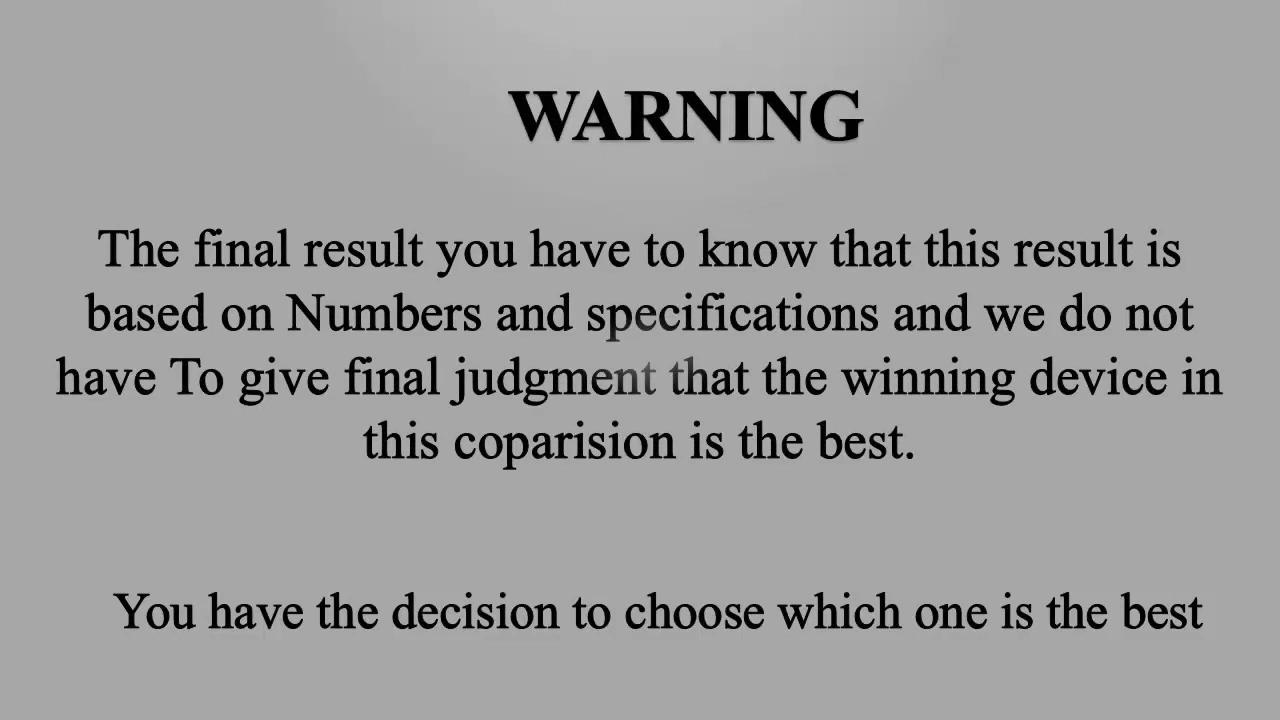 WARNING
The final result you have to know that this result is
based on Numbers and specifications and we do not
have To give final judgment that the winning device in
this coparision is the best.
You have the decision to choose which one is the best